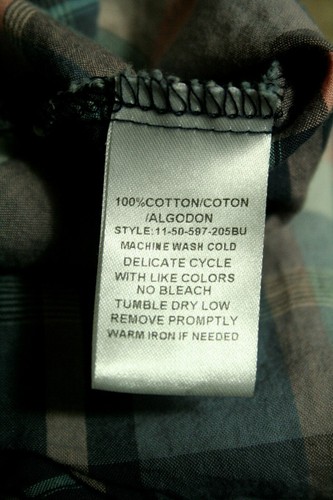 100%COTTON/COTON
/ALGODON
STYLE:11-50-597-205BU
MACHINE WASH COLD
DELICATE CYCLE
WITH LIKE COLORS
NO BLEACH
TUMBLE DRY LOW
REMOVE PROMPTLY
WARM IRON IF NEEDED